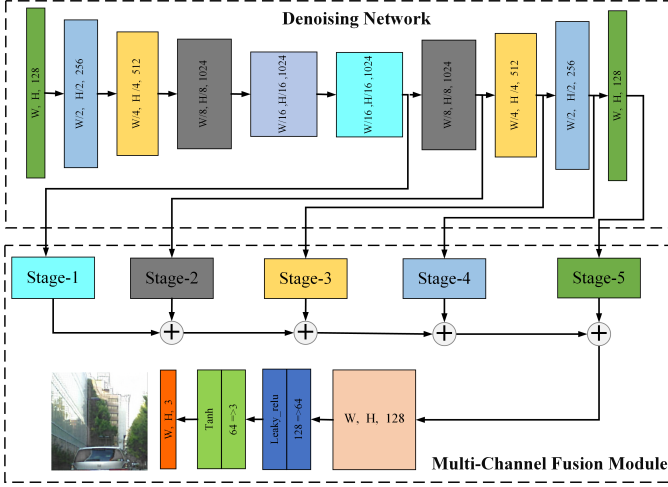 Denoising Network
W, H, 128
W/2, H/2, 256
W/4, H/4, 512
W/8, H/8, 1024
W/16 ,H/16 ,1024
W/16 ,H/16 ,1024
W/8, H/8, 1024
W/4, H/4, 512
W/2, H/2, 256
W, H, 128
Stage-1
Stage-2
Stage-3
Stage-4
Stage-5
+
+
+
+
W, H, 3
Tanh
64 =>3
Leaky_relu
128 =>64
W, H, 128
Multi-Channel Fusion Module